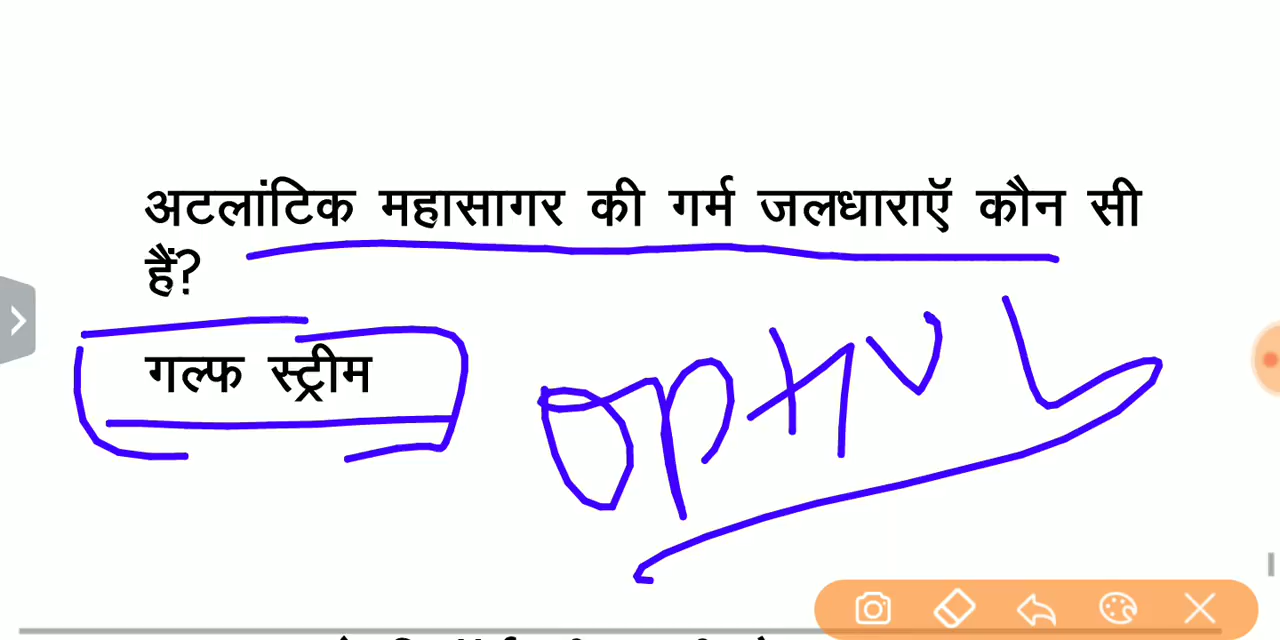 अटलांटिक महासागर की गर्म जलधाराऍ कौन सी
हैं?
गल्फ स्ट्रीम